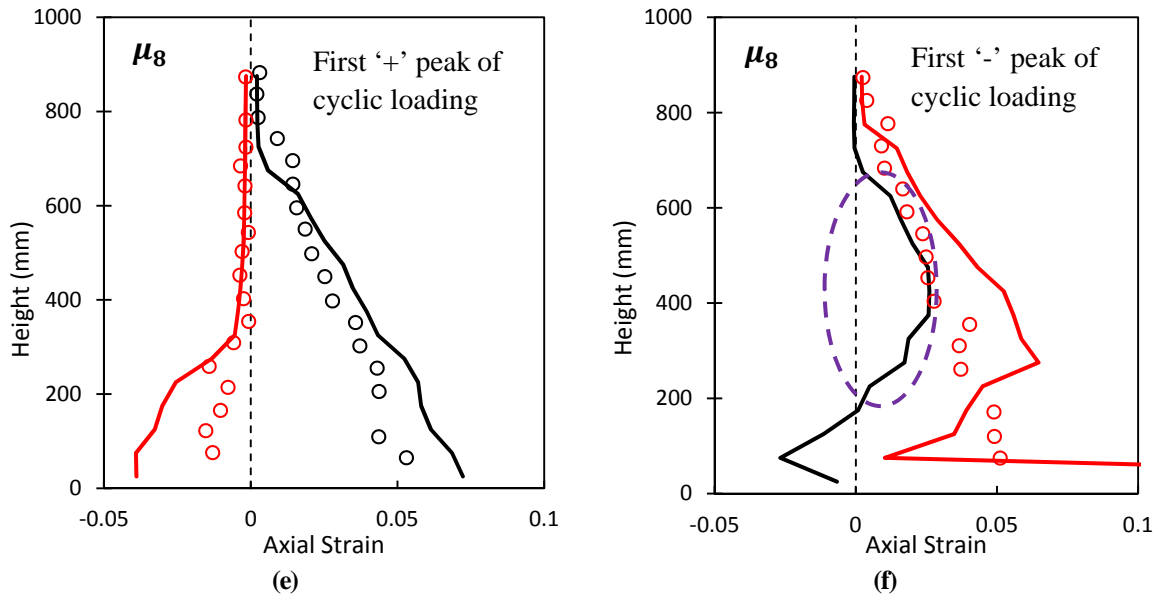 1000
800
600
400
200
0
Height (mm)
μ8
First ‘+’ peak of
cyclic loading
-0.05 0 0.05 0.1
Axial Strain
(e)
1000
800
600
400
200
0
Height (mm)
μ8
First ‘-’ peak of
cyclic loading
-0.05 0 0.05 0.1
Axial Strain
(f)